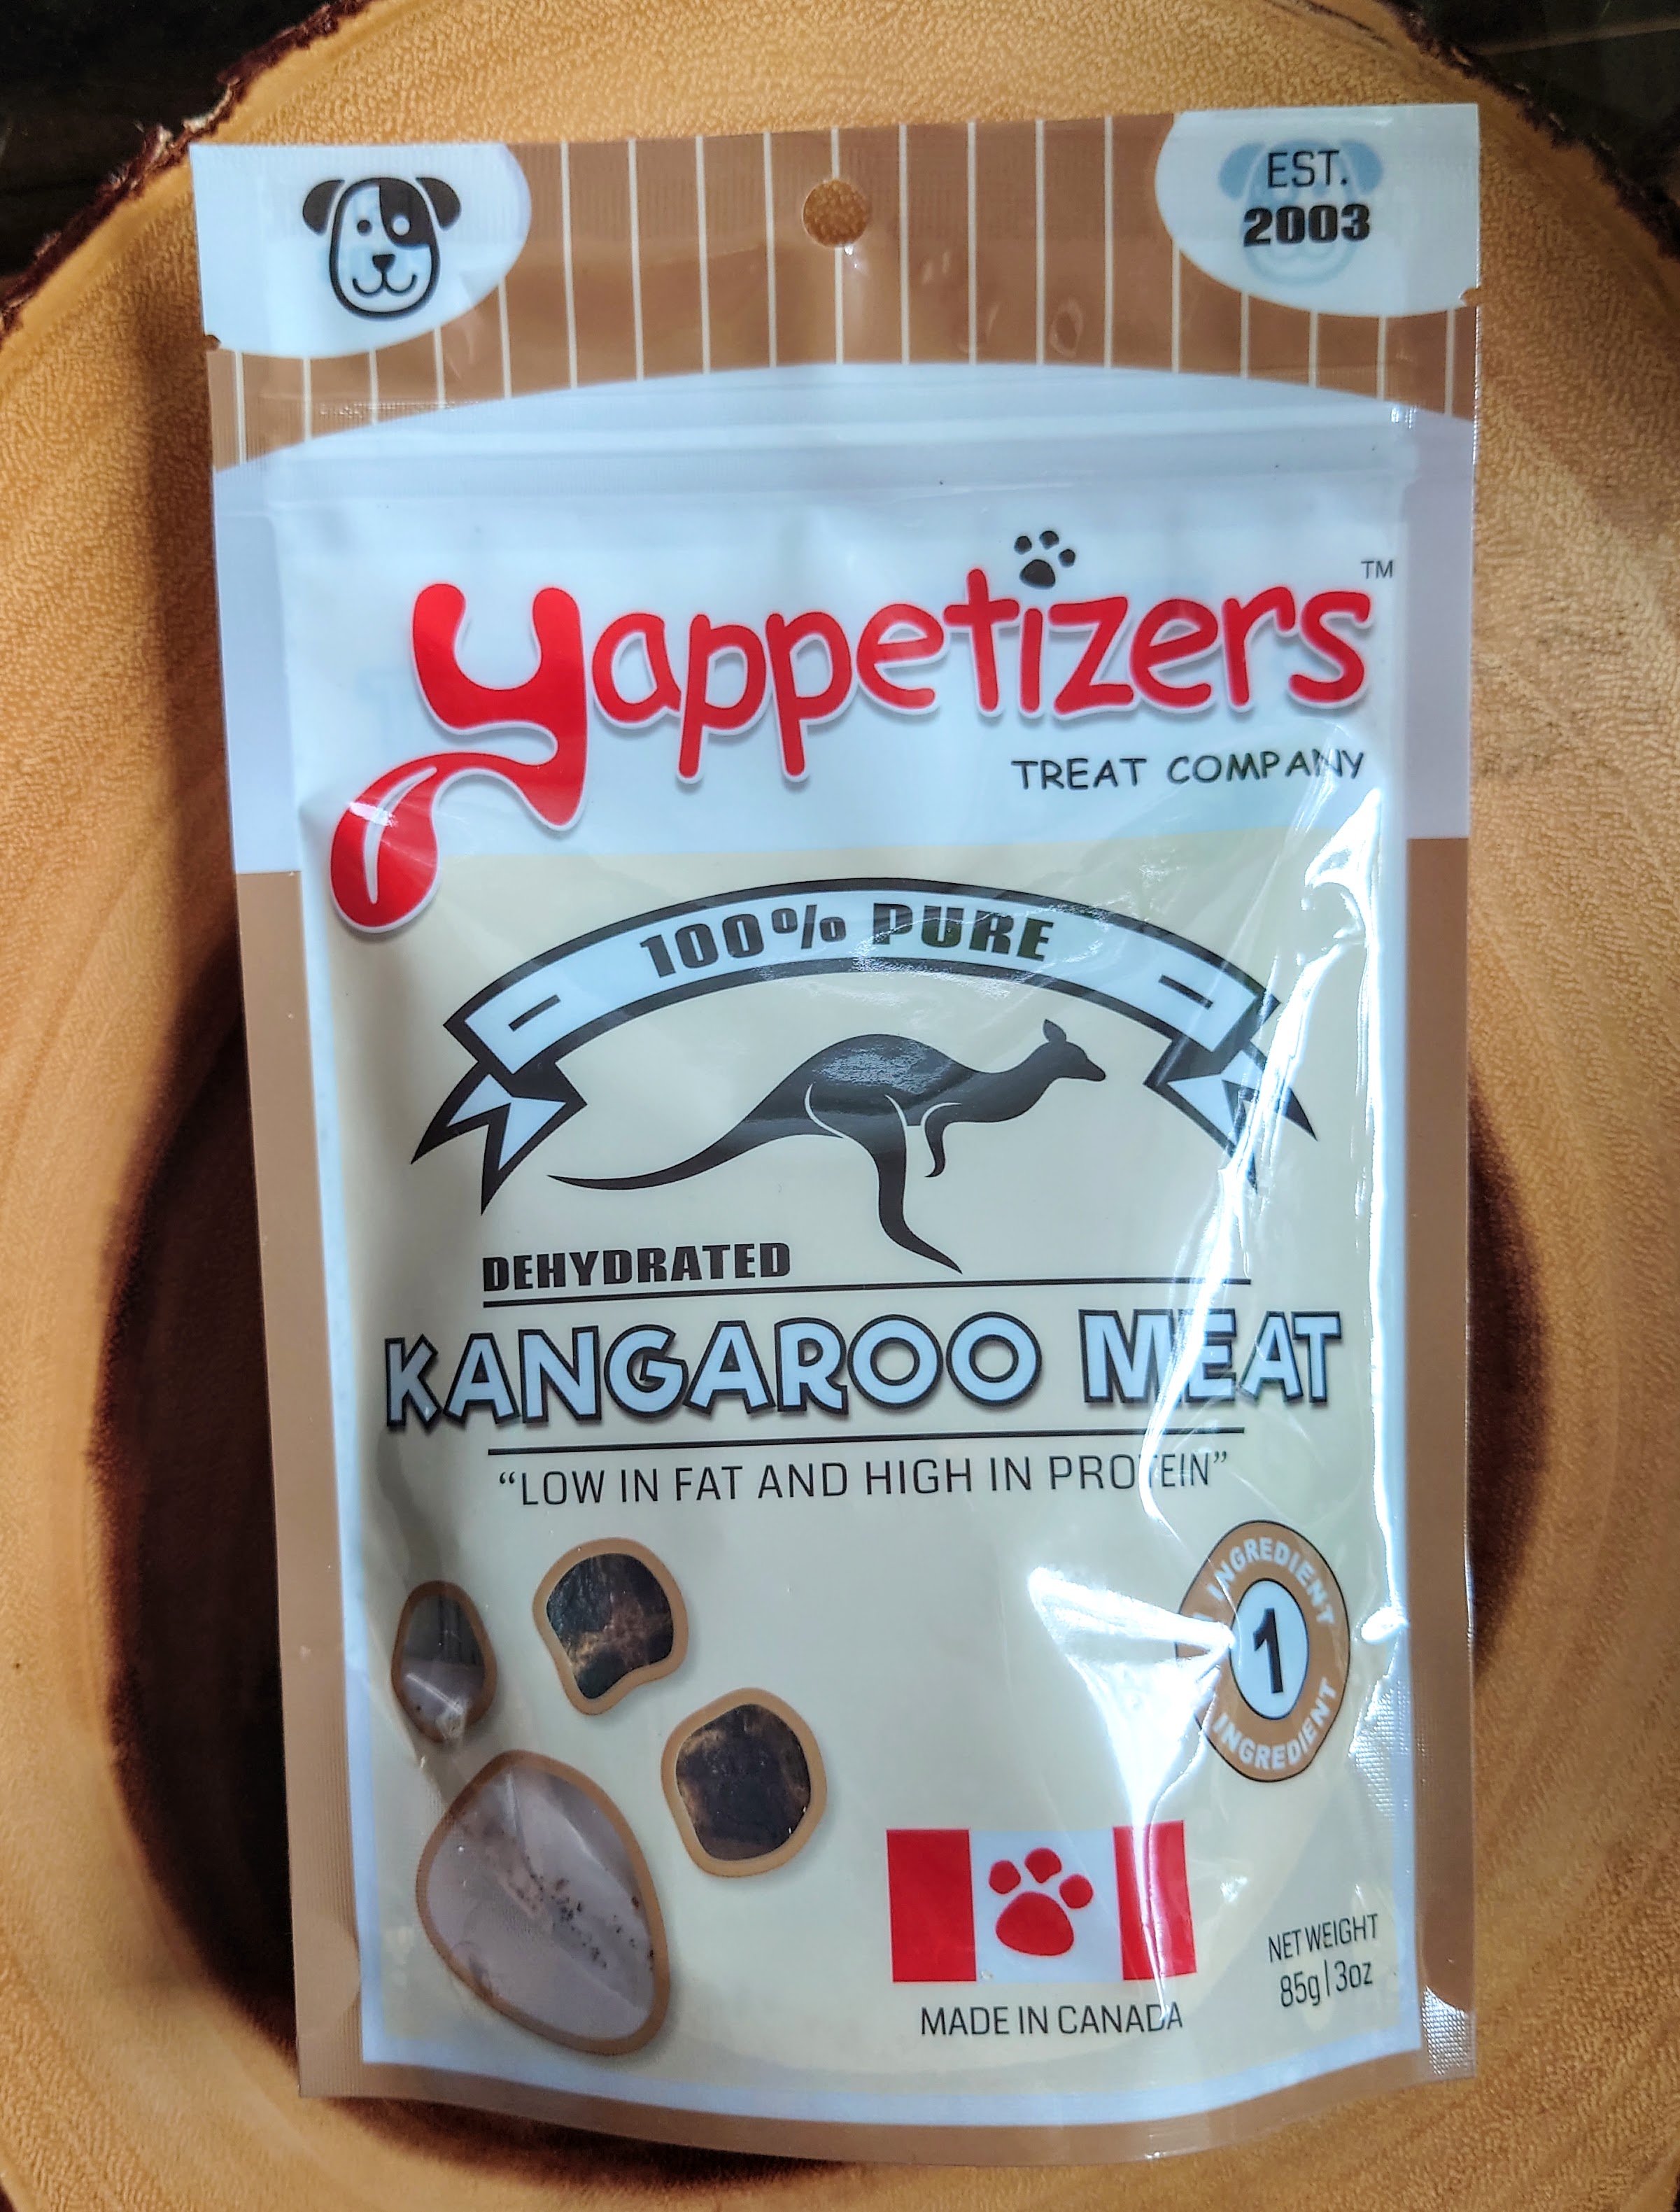 EST.
2003
yappetizers™
TREAT COMPANY
100% PURE
DEHYDRATED
KANGAROO MEAT
“LOW IN FAT AND HIGH IN PROTEIN”
INGREDIENT
1
INGREDIENT
MADE IN CANADA
NET WEIGHT
85g|3oz